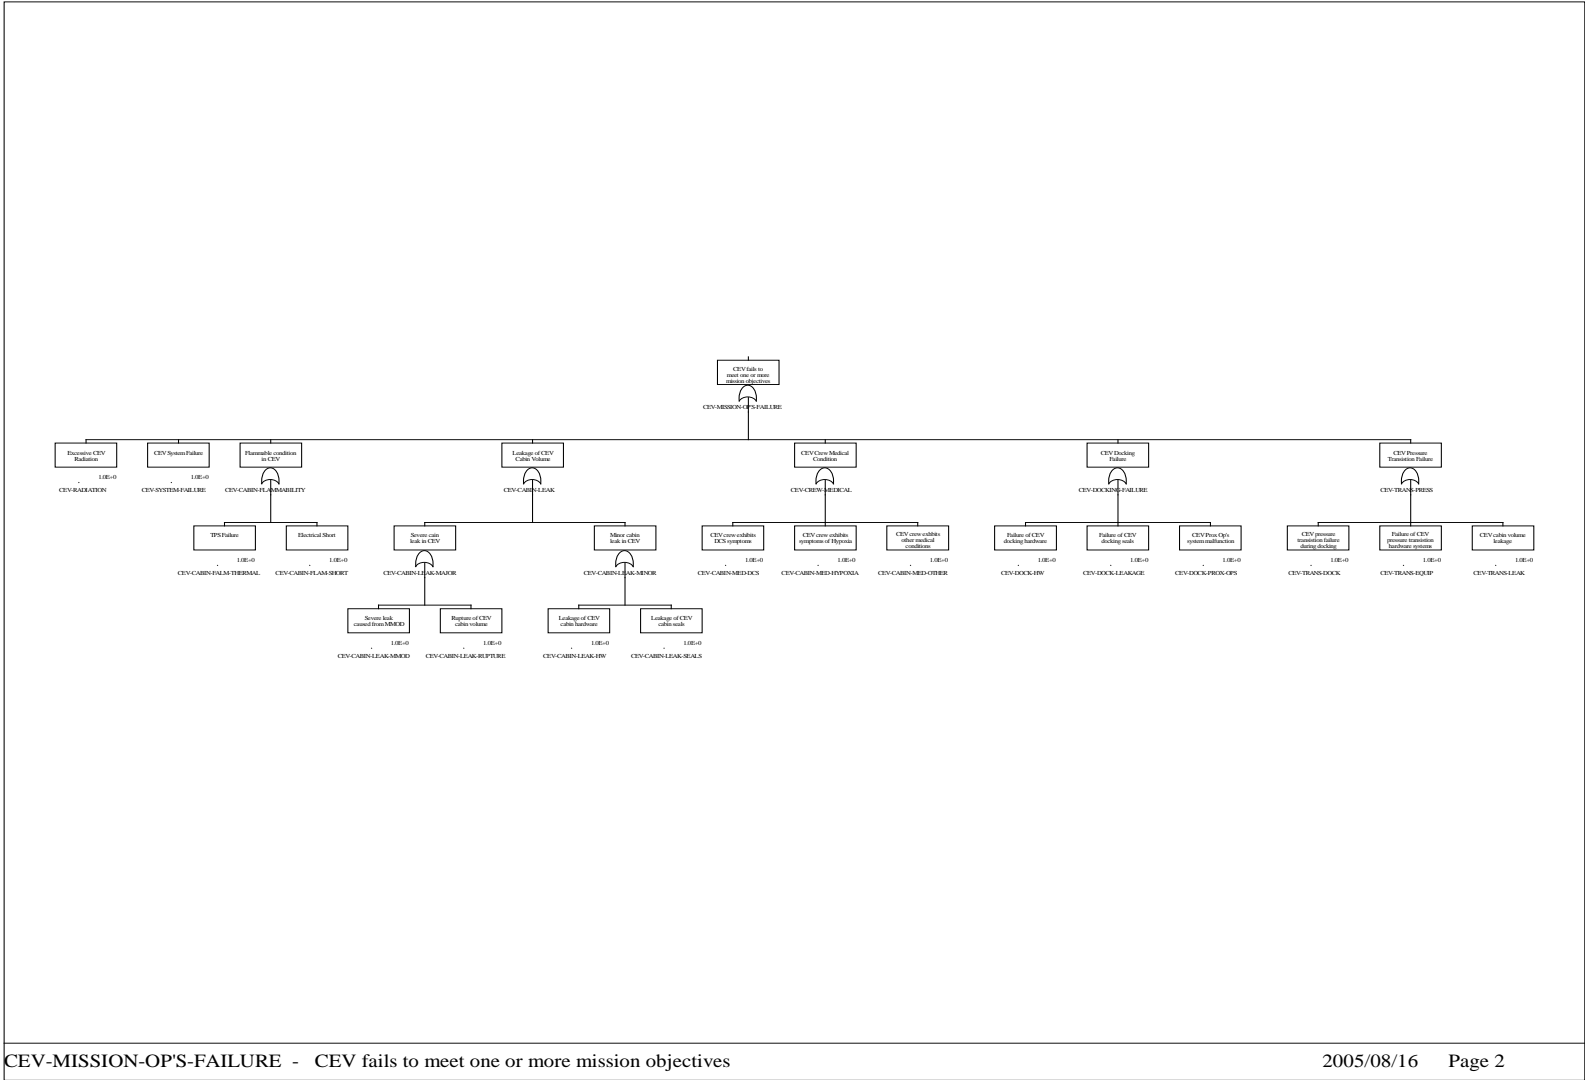 CEV fails to
meet one or more
mission objectives
CEV-MISSION-OP'S-FAILURE
Excessive CEV
Radiation
1.0E+0
CEV-RADIATION
CEV System Failure
1.0E+0
CEV-SYSTEM-FAILURE
Flammable condition
in CEV
CEV-CABIN-FLAMMABILITY
Leakage of CEV
Cabin Volume
CEV-CABIN-LEAK
CEV Crew Medical
Condition
CEV-CREW-MEDICAL
CEV Docking
Failure
CEV-DOCKING-FAILURE
CEV Pressure
Transistion Failure
CEV-TRANS-PRESS
TPS Failure
1.0E+0
CEV-CABIN-FALM-THERMAL
Electrical Short
1.0E+0
CEV-CABIN-FLAM-SHORT
Severe cain
leak in CEV
CEV-CABIN-LEAK-MAJOR
Minor cabin
leak in CEV
CEV-CABIN-LEAK-MINOR
CEV crew exhibits
DCS symptoms
1.0E+0
CEV-CABIN-MED-DCS
CEV crew exhibits
symptoms of Hypoxia
1.0E+0
CEV-CABIN-MED-HYPOXIA
CEV crew exhibits
other medical
conditions
1.0E+0
CEV-CABIN-MED-OTHER
Failure of CEV
docking hardware
1.0E+0
CEV-DOCK-HW
Failure of CEV
docking seals
1.0E+0
CEV-DOCK-LEAKAGE
CEV Prox Op's
system malfunction
1.0E+0
CEV-DOCK-PROX-OPS
CEV pressure
transistion failure
during docking
1.0E+0
CEV-TRANS-DOCK
Failure of CEV
pressure transistion
hardware systems
1.0E+0
CEV-TRANS-EQUIP
CEV cabin volume
leakage
1.0E+0
CEV-TRANS-LEAK
Severe leak
caused from MMOD
1.0E+0
CEV-CABIN-LEAK-MMOD
Rupture of CEV
cabin volume
1.0E+0
CEV-CABIN-LEAK-RUPTURE
Leakage of CEV
cabin hardware
1.0E+0
CEV-CABIN-LEAK-HW
Leakage of CEV
cabin seals
1.0E+0
CEV-CABIN-LEAK-SEALS
CEV-MISSION-OP'S-FAILURE - CEV fails to meet one or more mission objectives 2005/08/16 Page 2